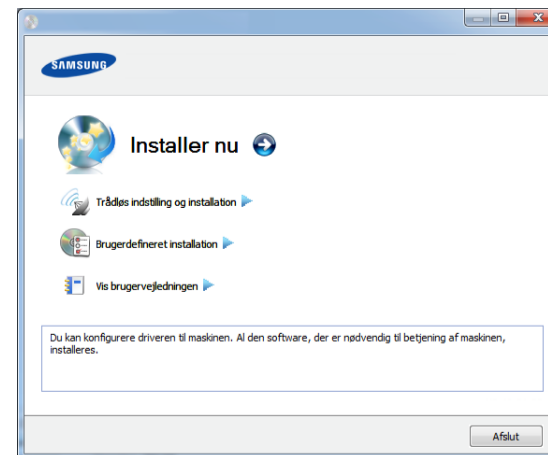 SAMSUNG
Installer nu
Trådløs indstilling og installation
Brugerdefineret installation
Vis brugervejledningen
Du kan konfigurere driveren til maskinen. Al den software, der er nødvendig til betjening af maskinen,
installeres.
Afslut